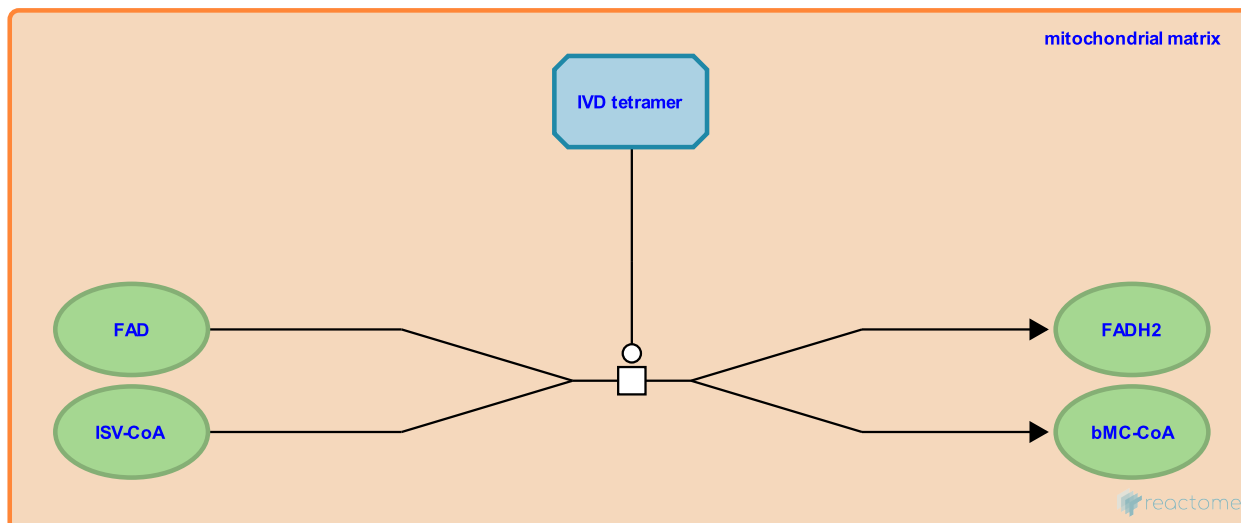 mitochondrial matrix
IVD tetramer
FAD
FADH2
ISV-CoA
bMC-CoA
reactome